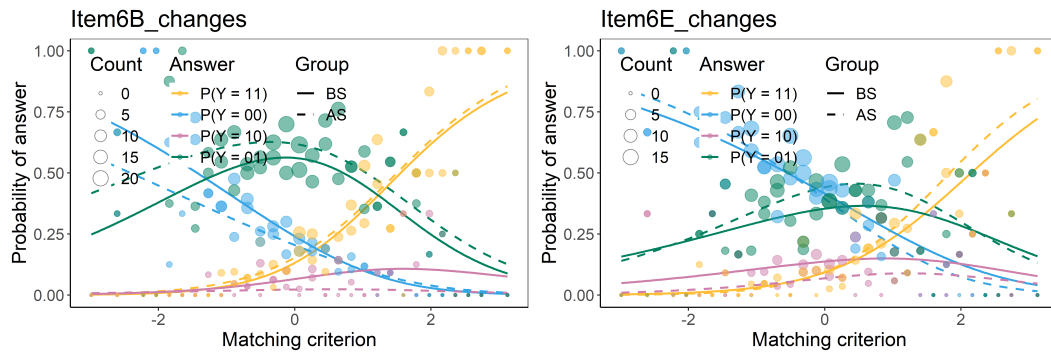 Item6B_changes
Probability of answer
1.00
0.75
0.50
0.25
0.00
Count
0
5
10
15
20
Answer
P(Y = 11)
P(Y = 00)
P(Y = 10)
P(Y = 01)
Group
BS
AS
-2
0
2
Matching criterion
Item6E_changes
Probability of answer
1.00
0.75
0.50
0.25
0.00
Count
0
5
10
15
Answer
P(Y = 11)
P(Y = 00)
P(Y = 10)
P(Y = 01)
Group
BS
AS
-2
0
2
Matching criterion